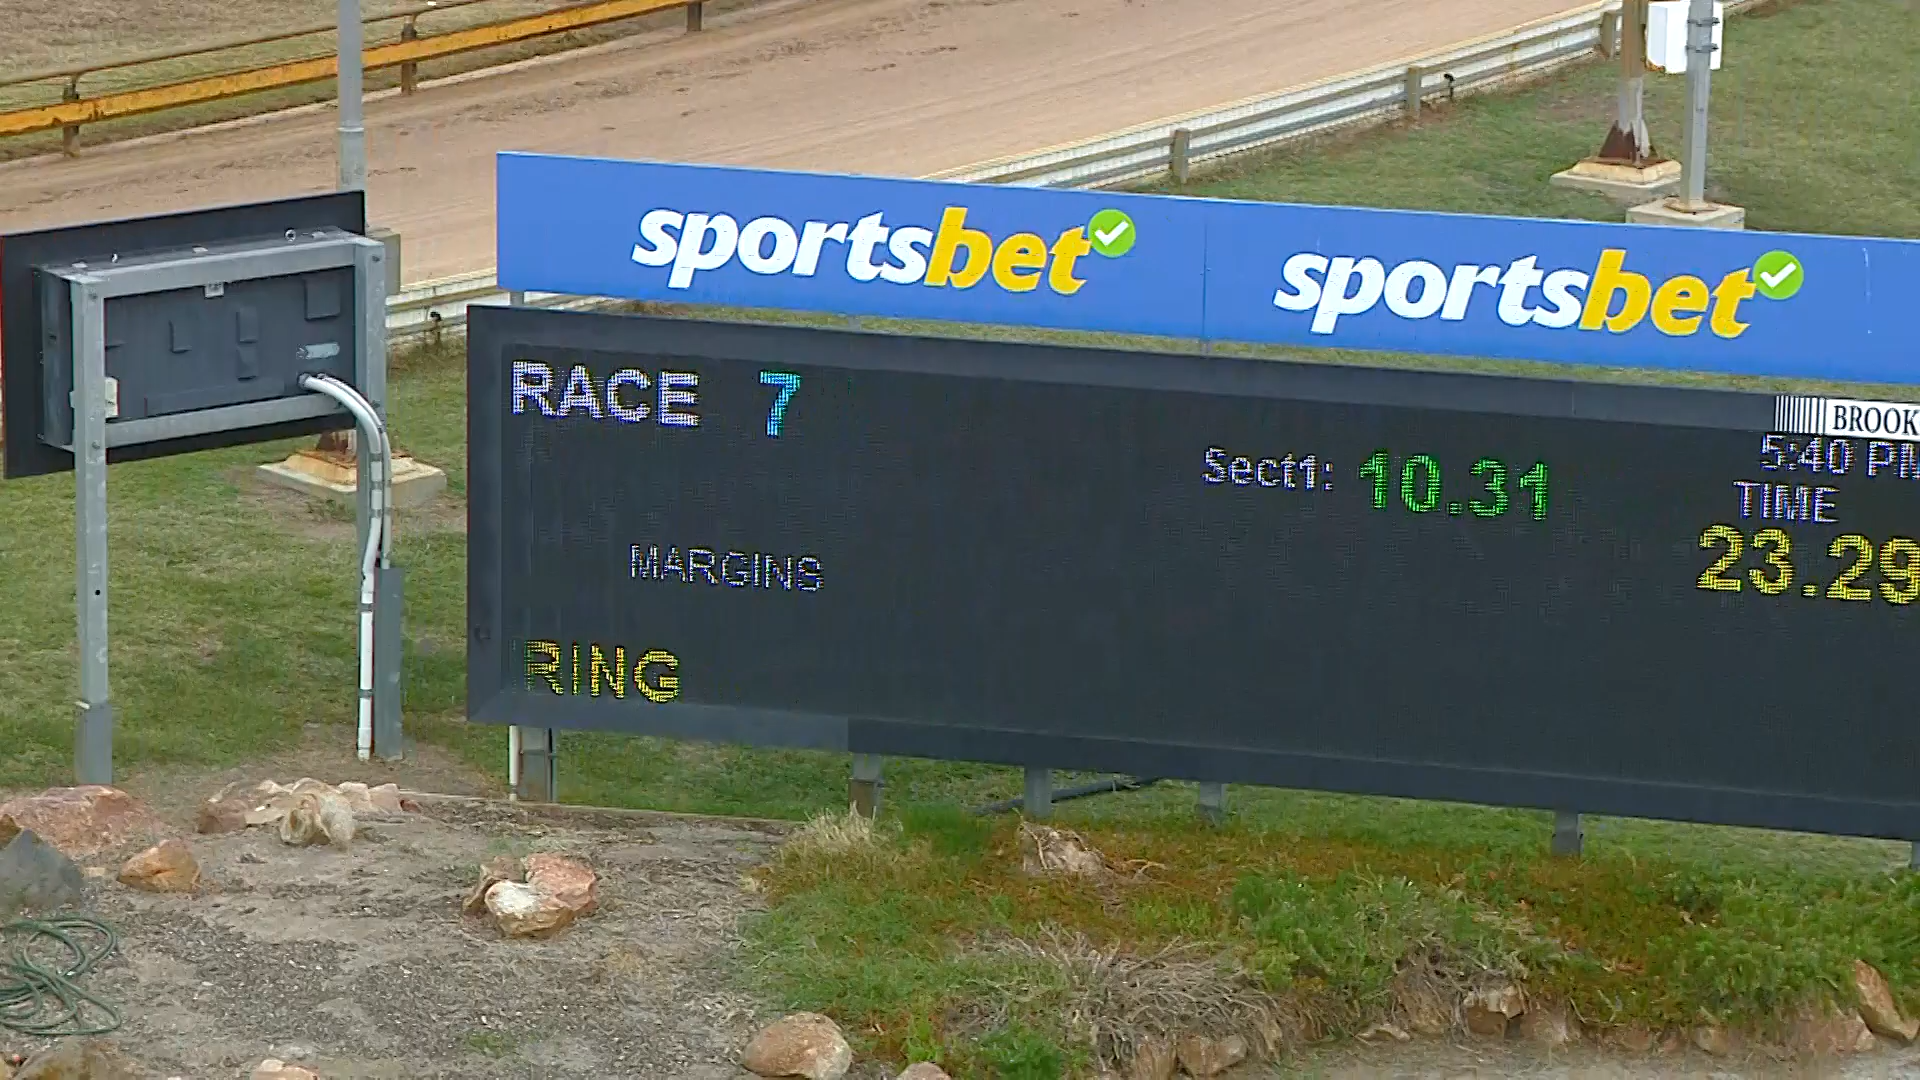 sportsbet sportsbet
BROOK
RACE 7
5:40 PM
Sect1: 10.31
TIME
23.29
MARGINS
RING